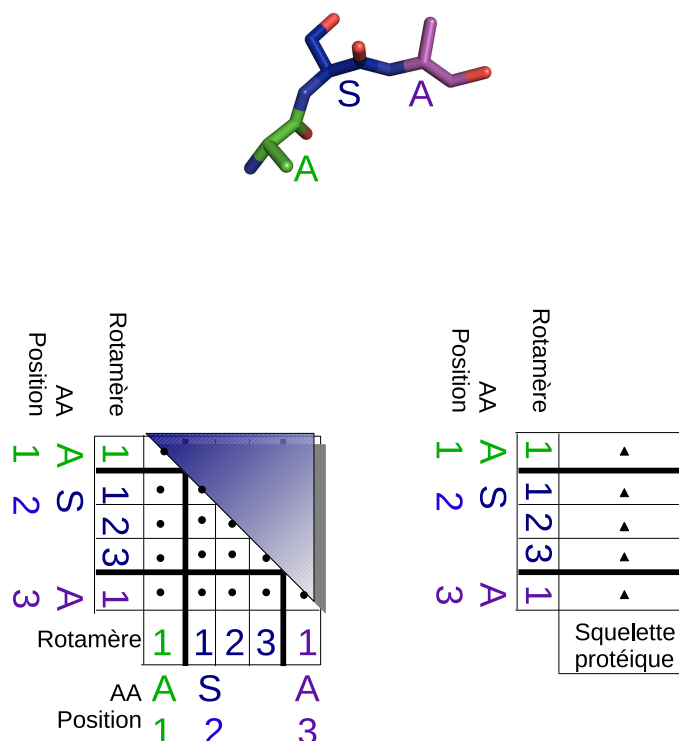 S A
A
Rotamère
AA
Position
Rotamère
AA
Position
1 A 1
2 S 1
2
3
3 A 1
Rotamère 1 1 2 3 1
AA A S A
Position 1 2 3
1 A 1
2 S 1
2
3
3 A 1
Squelette
protéique